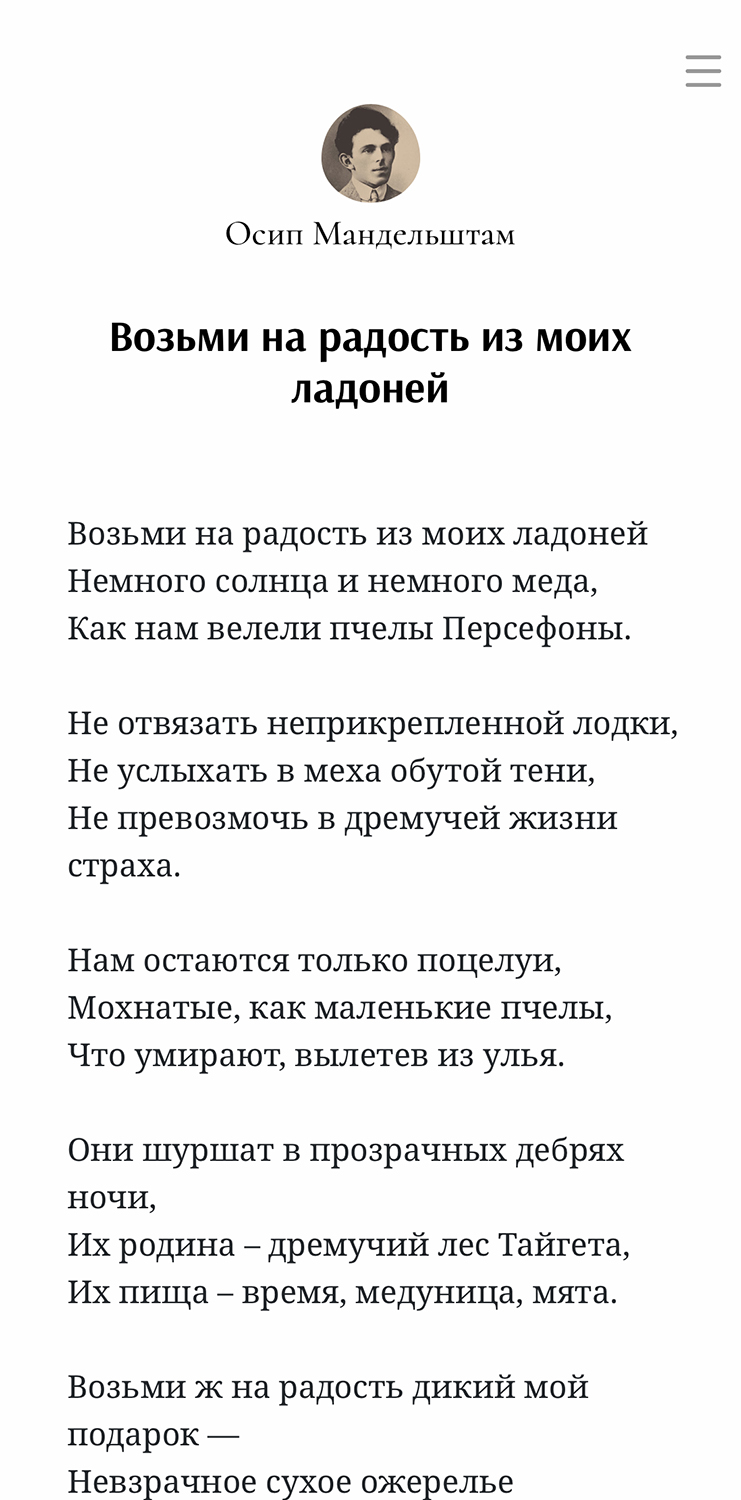 Осип Мандельштам
Возьми на радость из моих
ладоней
Возьми на радость из моих ладоней
Немного солнца и немного меда,
Как нам велели пчелы Персефоны.
Не отвязать неприкрепленной лодки,
Не услыхать в меха обутой тени,
Не превозмочь в дремучей жизни
страха.
Нам остаются только поцелуи,
Мохнатые, как маленькие пчелы,
Что умирают, вылетев из улья.
Они шуршат в прозрачных дебрях
ночи,
Их родина – дремучий лес Тайгета,
Их пища – время, медуница, мята.
Возьми ж на радость дикий мой
подарок —
Невзрачное сухое ожерелье